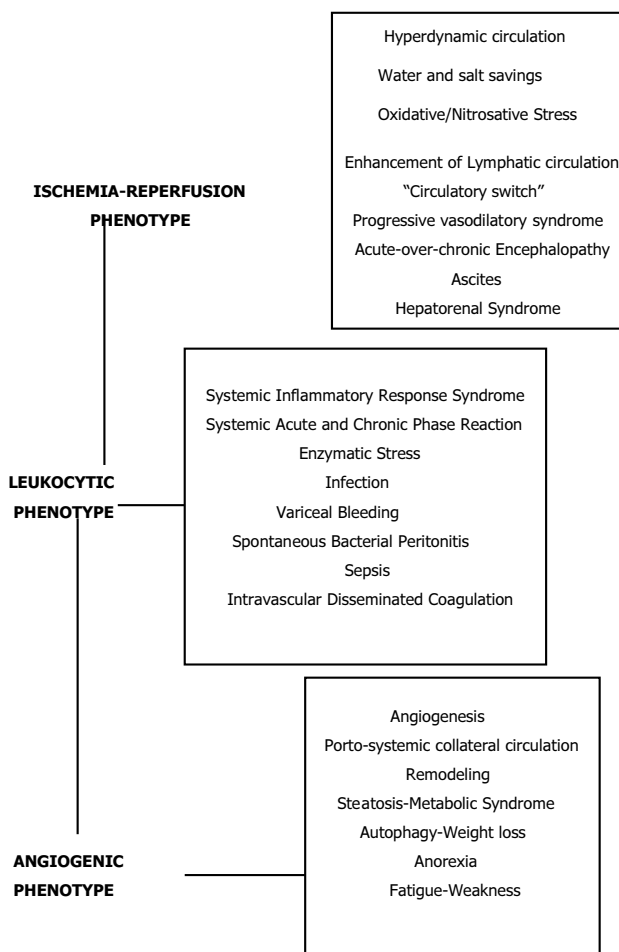 Hyperdynamic circulation
Water and salt savings
Oxidative/Nitrosative Stress
Enhancement of Lymphatic circulation
“Circulatory switch”
Progressive vasodilatory syndrome
Acute-over-chronic Encephalopathy
Ascites
Hepatorenal Syndrome
ISCHEMIA-REPERFUSION
PHENOTYPE
Systemic Inflammatory Response Syndrome
Systemic Acute and Chronic Phase Reaction
Enzymatic Stress
Infection
Variceal Bleeding
Spontaneous Bacterial Peritonitis
Sepsis
Intravascular Disseminated Coagulation
LEUKOCYTIC
PHENOTYPE
Angiogenesis
Porto-systemic collateral circulation
Remodeling
Steatosis-Metabolic Syndrome
Autophagy-Weight loss
Anorexia
Fatigue-Weakness
ANGIOGENIC
PHENOTYPE